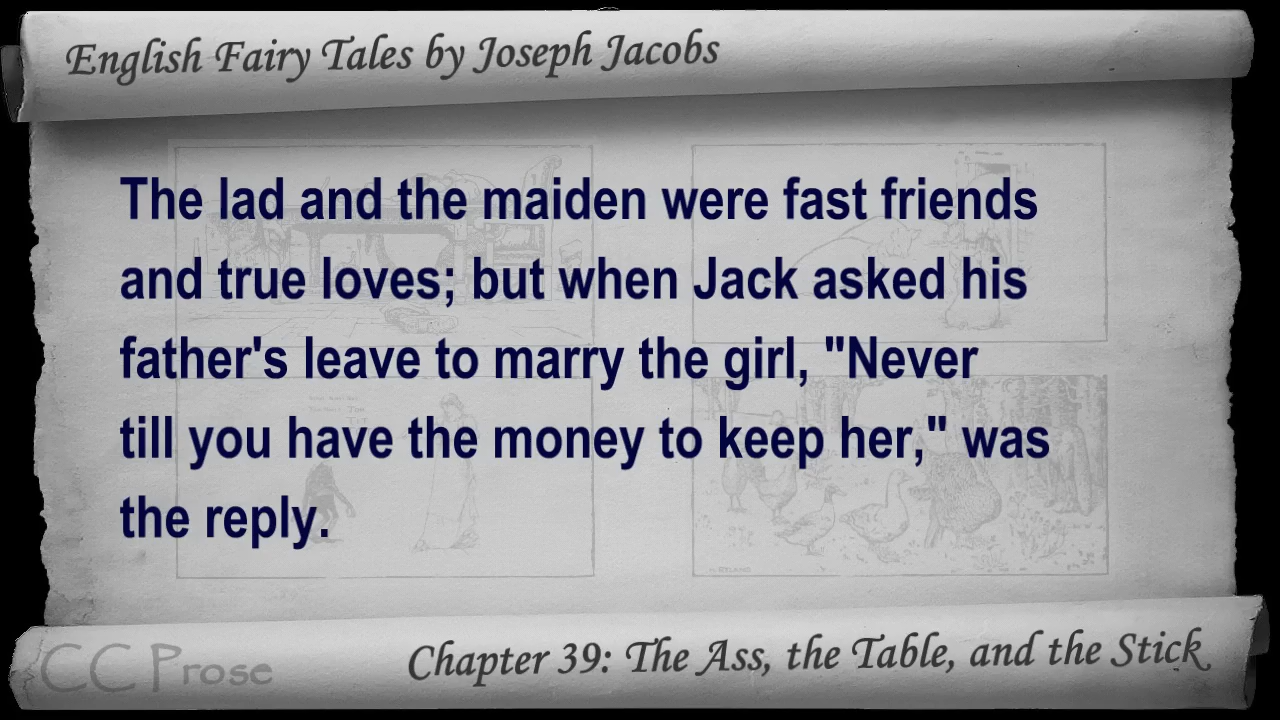 English Fairy Tales by Joseph Jacobs
The lad and the maiden were fast friends
and true loves; but when Jack asked his
father's leave to marry the girl, "Never
till you have the money to keep her," was
the reply.
CC Prose
Chapter 39: The Ass, the Table, and the Stick